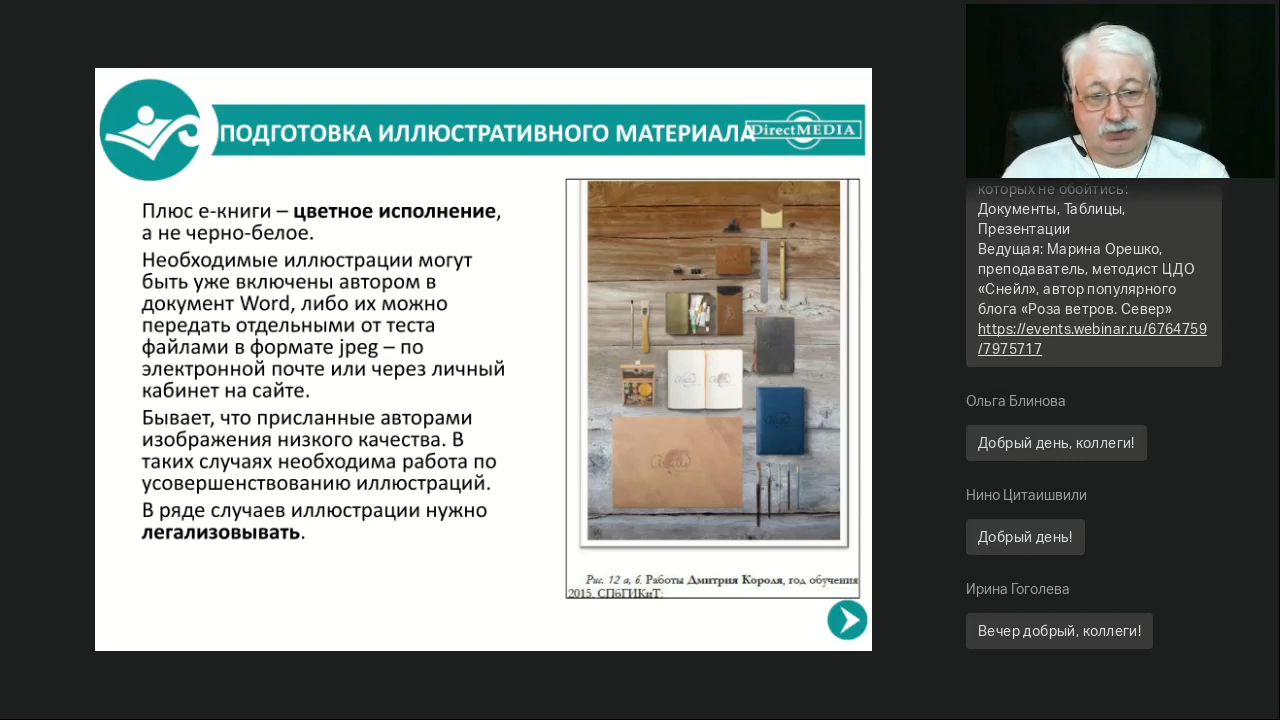 ПОДГОТОВКА ИЛЛЮСТРАТИВНОГО МАТЕРИАЛА
DirectMEDIA
Плюс е-книги – цветное исполнение,
а не черно-белое.
Необходимые иллюстрации могут
быть уже включены автором в
документ Word, либо их можно
передать отдельными от теста
файлами в формате jpeg – по
электронной почте или через личный
кабинет на сайте.
Бывает, что присланные авторами
изображения низкого качества. В
таких случаях необходима работа по
усовершенствованию иллюстраций.
В ряде случаев иллюстрации нужно
легализовывать.
Рис. 12 а, б. Работы Дмитрия Короля, год обучения
2015. СПбГИКиТ:
которых не обойтись:
Документы, Таблицы,
Презентации
Ведущая: Марина Орешко,
преподаватель, методист ЦДО
«Снейл», автор популярного
блога «Роза ветров. Север»
https://events.webinar.ru/6764759
/7975717
Ольга Блинова
Добрый день, коллеги!
Нино Цитаишвили
Добрый день!
Ирина Гоголева
Вечер добрый, коллеги!